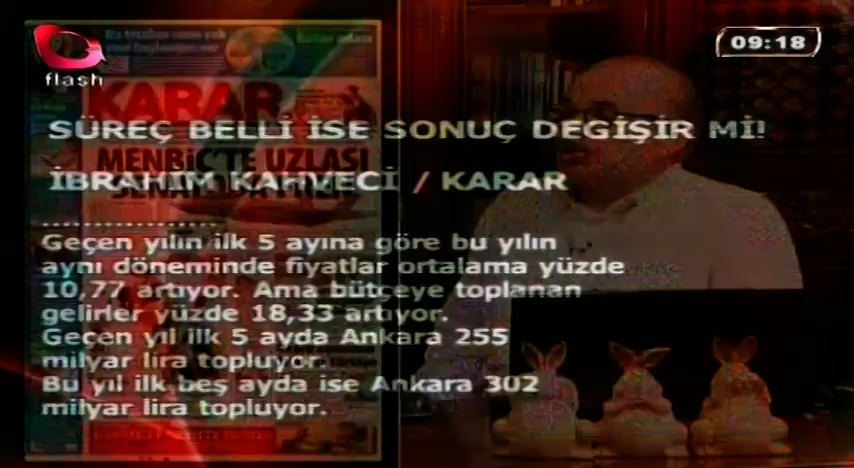 flash
09:18
KARAR
MENBİC'TE UZLAŞI
SÜREÇ BELLİ İSE SONUÇ DEGİŞİR Mİ!
İBRAHİM KAHVECİ / KARAR
..................
Geçen yılın ilk 5 ayına göre bu yılın
aynı döneminde fiyatlar ortalama yüzde
10,77 artıyor. Ama bütçeye toplanan
gelirler yüzde 18,33 artıyor.
Geçen yıl ilk 5 ayda Ankara 255
milyar lira topluyor.
Bu yıl ilk beş ayda ise Ankara 302
milyar lira topluyor.